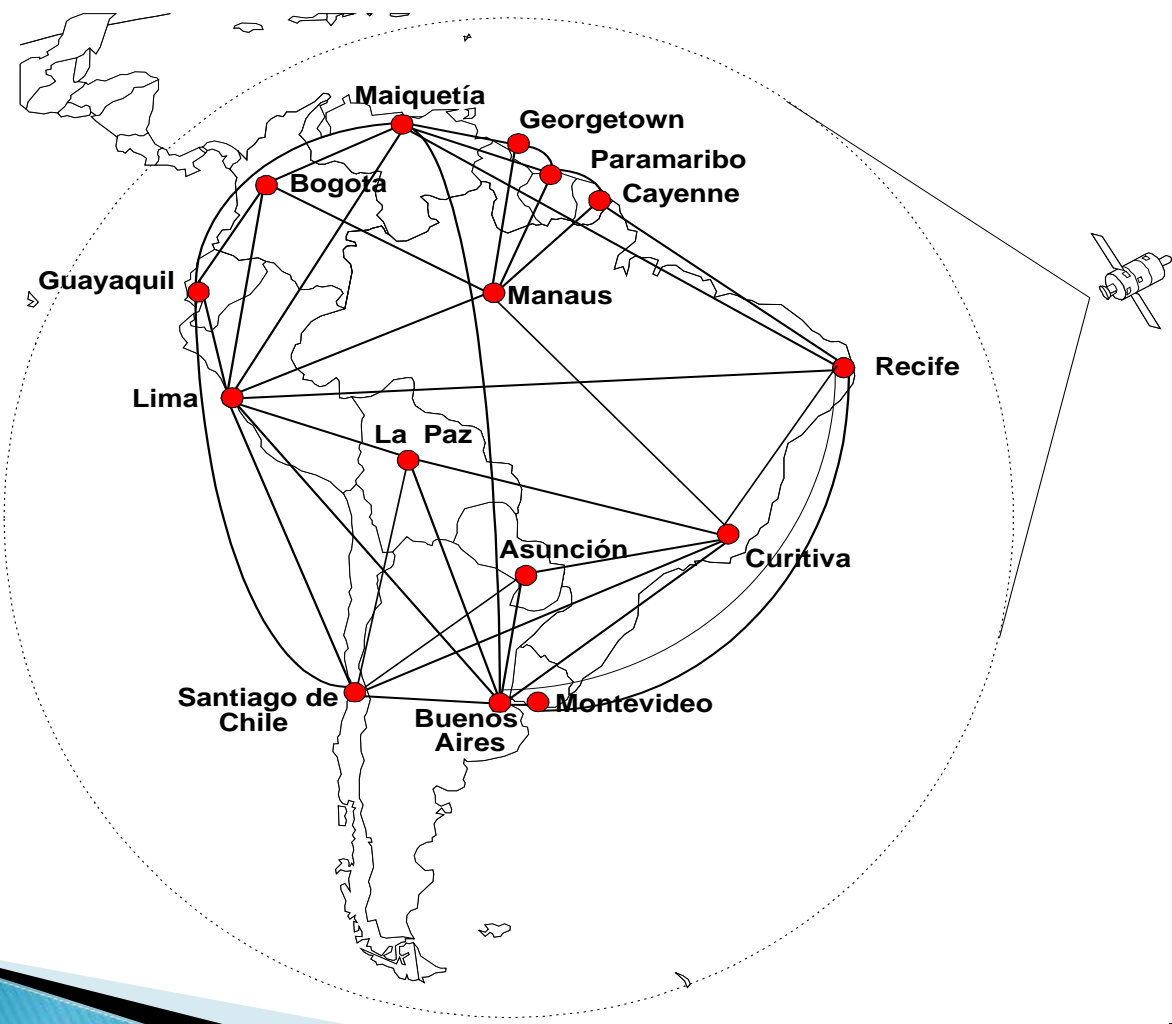 Maiquetía
Georgetown
Paramaribo
Bogota
Cayenne
Guayaquil
Manaus
Recife
Lima
La Paz
Asunción
Curitiva
Santiago de
Chile
Buenos
Aires
Montevideo